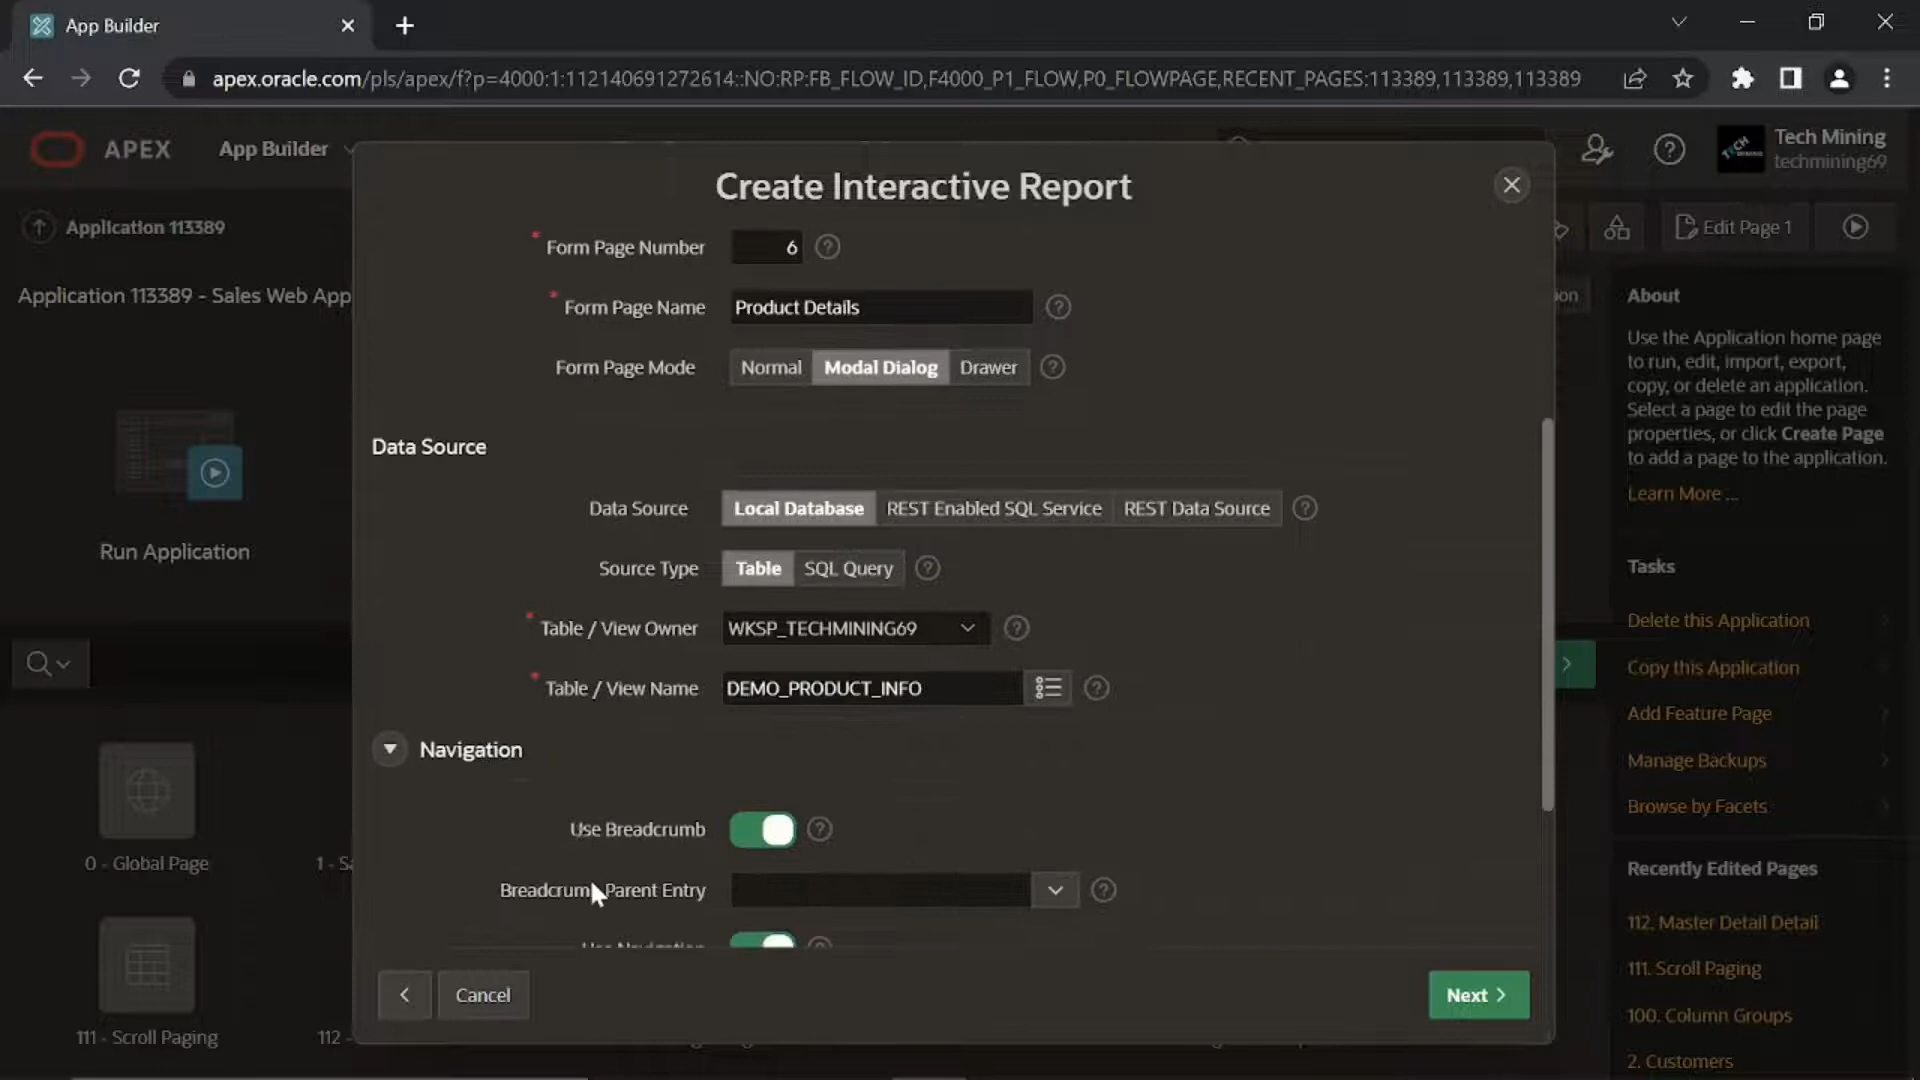 App Builder
apex.oracle.com/pls/apex/f?p=4000:1:112140691272614::NO:RP:FB_FLOW_ID,F4000_P1_FLOW,P0_FLOWPAGE,RECENT_PAGES:113389,113389,113389
APEX
App Builder
Tech Mining
techmining69
Create Interactive Report
Application 113389
Edit Page 1
Form Page Number
6
Application 113389 - Sales Web App
About
Form Page Name
Product Details
Use the Application home page
to run, edit, import, export,
copy, or delete an application.
Select a page to edit the page
properties, or click Create Page
to add a page to the application.
Learn More ...
Form Page Mode
Normal
Modal Dialog
Drawer
Data Source
Data Source
Local Database
REST Enabled SQL Service
REST Data Source
Run Application
Source Type
Table
SQL Query
Tasks
Table / View Owner
WKSP_TECHMINING69
Delete this Application
Copy this Application
Table / View Name
DEMO_PRODUCT_INFO
Add Feature Page
Navigation
Manage Backups
Browse by Facets
Use Breadcrumb
0 - Global Page
Recently Edited Pages
Breadcrum Parent Entry
112. Master Detail Detail
Use Navigation
111. Scroll Paging
Cancel
Next
100. Column Groups
111 - Scroll Paging
112 -
2. Customers